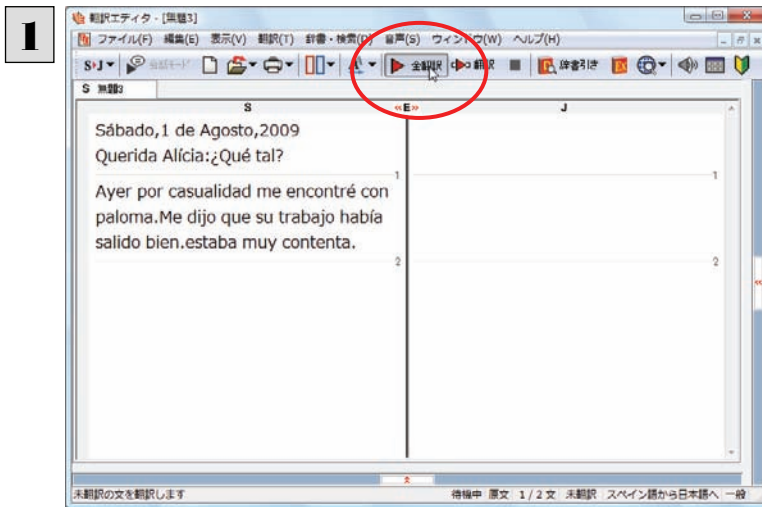 1
翻訳エディタ - [無題3]
ファイル(F) 編集(E) 表示(V) 翻訳(T) 辞書・検索(D) 音声(S) ウィンドウ(W) ヘルプ(H)
S›J 会話モード 全翻訳 翻訳 辞書引き
S 無題3
S «E» J
Sábado,1 de Agosto,2009
Querida Alícia:¿Qué tal?
1 1
Ayer por casualidad me encontré con
paloma.Me dijo que su trabajo había
salido bien.estaba muy contenta.
2 2
未翻訳の文を翻訳します 待機中 原文 1 / 2 文 未翻訳 スペイン語から日本語へ 一般